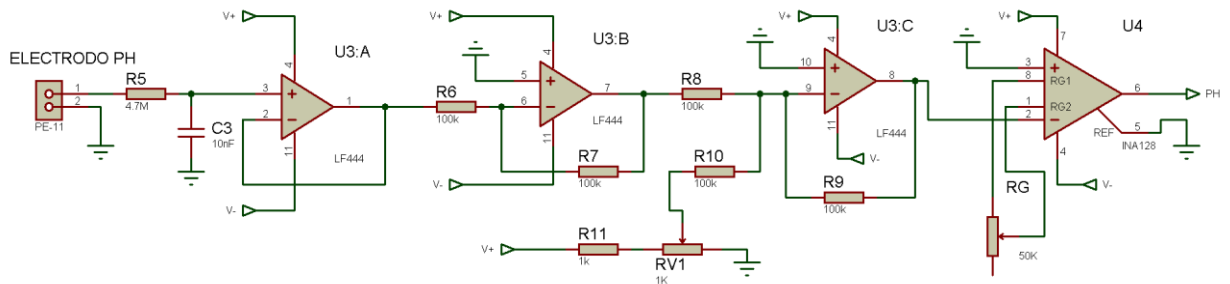 ELECTRODO PH
1
2
PE-11
R5
4.7M
C3
10nF
V+
U3:A
4
3
2
1
11
LF444
V-
R6
100k
V+
U3:B
4
5
6
7
11
LF444
R7
100k
V-
R8
100k
R10
100k
V+
R11
1k
RV1
1K
V+
U3:C
4
10
9
8
11
LF444
V-
R9
100k
V+
U4
7
3
8
RG1
1
RG2
2
6
PH
REF
5
INA128
4
V-
RG
50K